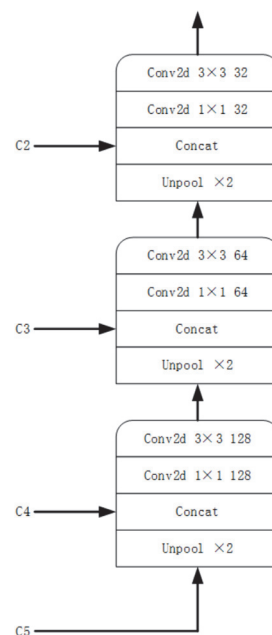 Conv2d 3×3 32
Conv2d 1×1 32
C2
Concat
Unpool ×2
Conv2d 3×3 64
Conv2d 1×1 64
C3
Concat
Unpool ×2
Conv2d 3×3 128
Conv2d 1×1 128
C4
Concat
Unpool ×2
C5